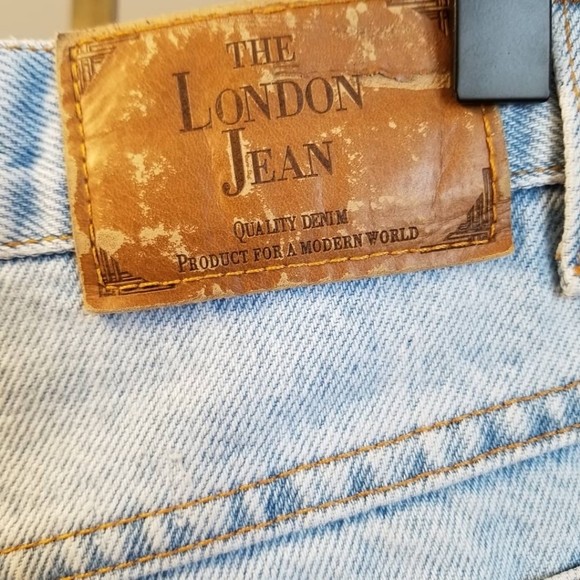 THE
LONDON
JEAN
QUALITY DENIM
PRODUCT FOR A MODERN WORLD